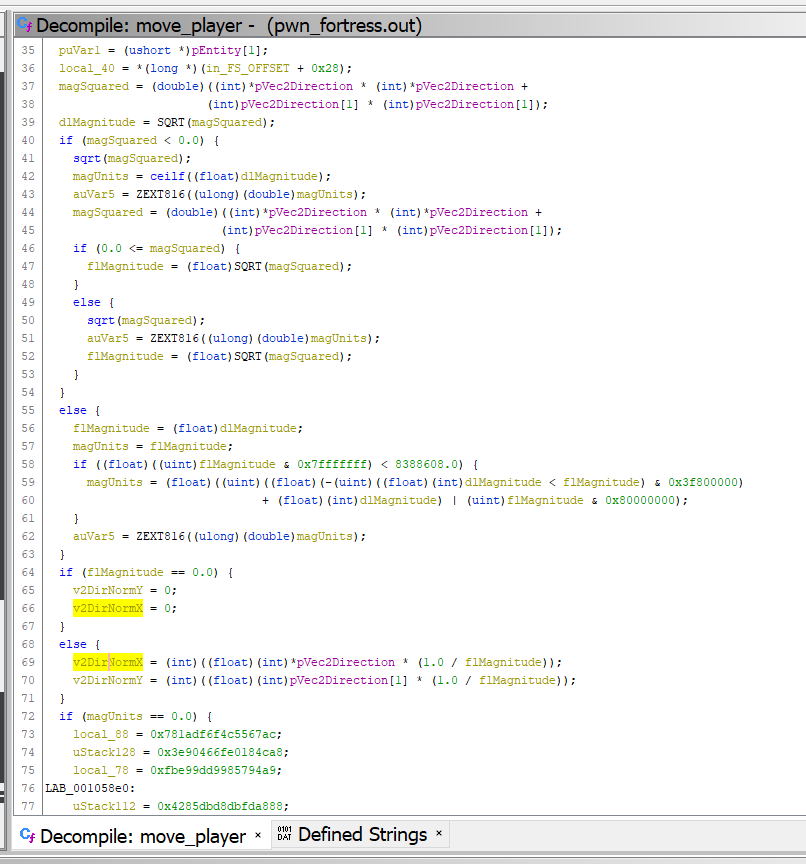 Decompile: move_player - (pwn_fortress.out)
35 puVar1 = (ushort *)pEntity[1];
36 local_40 = *(long *)(in_FS_OFFSET + 0x28);
37 magSquared = (double)((int)*pVec2Direction * (int)*pVec2Direction +
38 (int)pVec2Direction[1] * (int)pVec2Direction[1]);
39 dlMagnitude = SQRT(magSquared);
40 if (magSquared < 0.0) {
41 sqrt(magSquared);
42 magUnits = ceilf((float)dlMagnitude);
43 auVar5 = ZEXT816((ulong)(double)magUnits);
44 magSquared = (double)((int)*pVec2Direction * (int)*pVec2Direction +
45 (int)pVec2Direction[1] * (int)pVec2Direction[1]);
46 if (0.0 <= magSquared) {
47 flMagnitude = (float)SQRT(magSquared);
48 }
49 else {
50 sqrt(magSquared);
51 auVar5 = ZEXT816((ulong)(double)magUnits);
52 flMagnitude = (float)SQRT(magSquared);
53 }
54 }
55 else {
56 flMagnitude = (float)dlMagnitude;
57 magUnits = flMagnitude;
58 if ((float)((uint)flMagnitude & 0x7fffffff) < 8388608.0) {
59 magUnits = (float)((uint)((float)(-(uint)((float)(int)dlMagnitude < flMagnitude) & 0x3f800000)
60 + (float)(int)dlMagnitude) | (uint)flMagnitude & 0x80000000);
61 }
62 auVar5 = ZEXT816((ulong)(double)magUnits);
63 }
64 if (flMagnitude == 0.0) {
65 v2DirNormY = 0;
66 v2DirNormX = 0;
67 }
68 else {
69 v2DirNormX = (int)((float)(int)*pVec2Direction * (1.0 / flMagnitude));
70 v2DirNormY = (int)((float)(int)pVec2Direction[1] * (1.0 / flMagnitude));
71 }
72 if (magUnits == 0.0) {
73 local_88 = 0x781adf6f4c5567ac;
74 uStack128 = 0x3e90466fe0184ca8;
75 local_78 = 0xfbe99dd9985794a9;
76 LAB_001058e0:
77 uStack112 = 0x4285dbd8dbfda888;
Decompile: move_player × Defined Strings ×